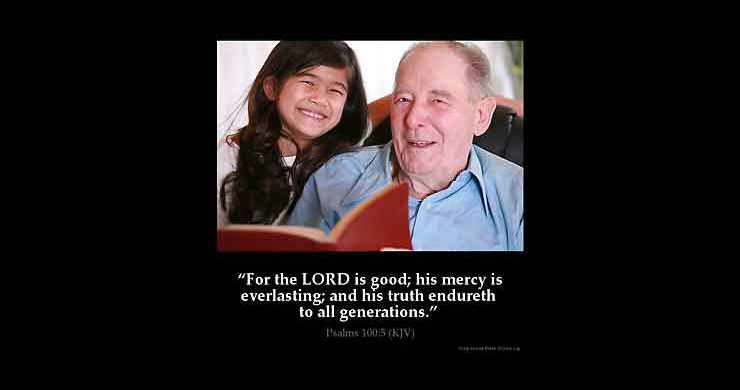 “For the LORD is good; his mercy is
everlasting; and his truth endureth
to all generations.”
Psalms 100:5 (KJV)